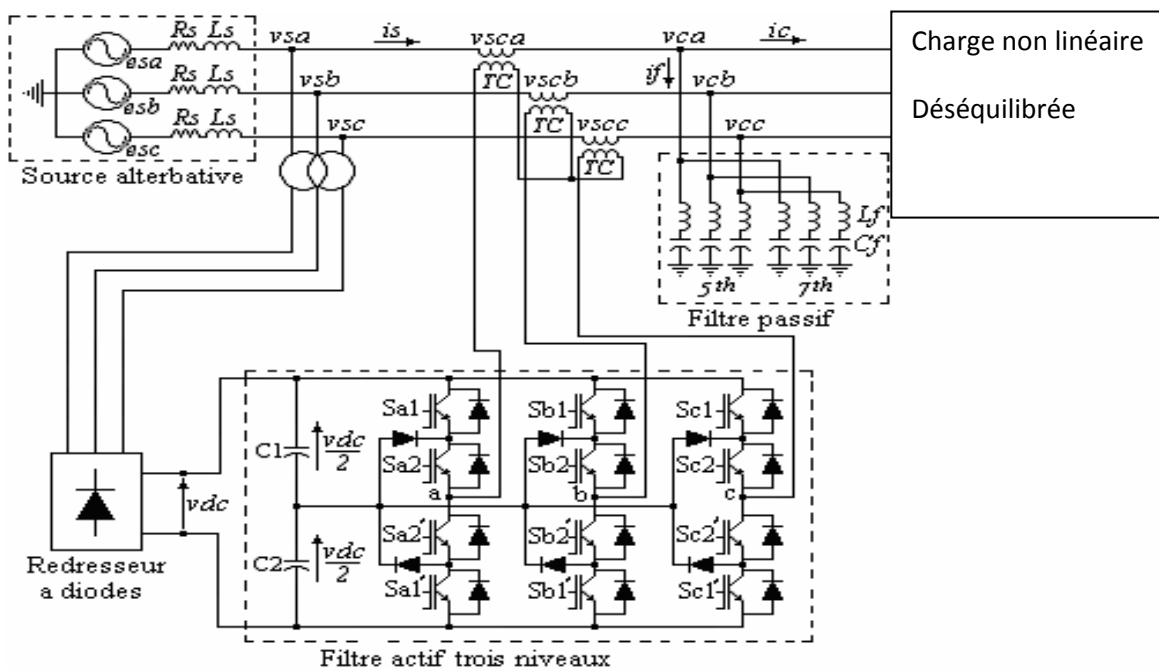 Rs Ls
vsa
is
vsca
vca
ic
Charge non linéaire
esa
Rs Ls
vsb
TC
vscb
if
vcb
Déséquilibrée
esb
Rs Ls
vsc
TC
vscc
vcc
esc
TC
Source alterbative
Lf
Cf
5th
7th
Filtre passif
Sa1
Sb1
Sc1
C1
vdc
2
Sa2
Sb2
Sc2
a
b
c
vdc
Sa2'
Sb2'
Sc2'
C2
vdc
2
Redresseur
a diodes
Sa1'
Sb1'
Sc1'
Filtre actif trois niveaux